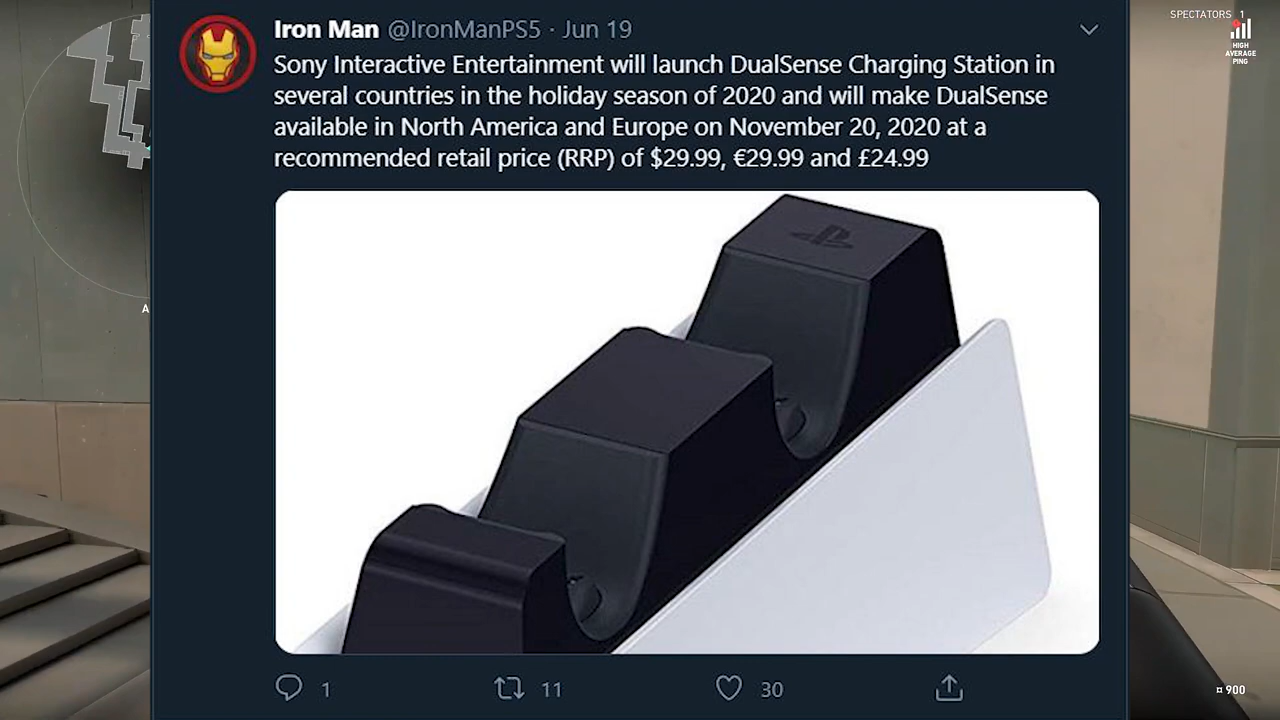 Iron Man @IronManPS5 · Jun 19
Sony Interactive Entertainment will launch DualSense Charging Station in
several countries in the holiday season of 2020 and will make DualSense
available in North America and Europe on November 20, 2020 at a
recommended retail price (RRP) of $29.99, €29.99 and £24.99
1 11 30
SPECTATORS 1
HIGH
AVERAGE
PING
A
¤ 900